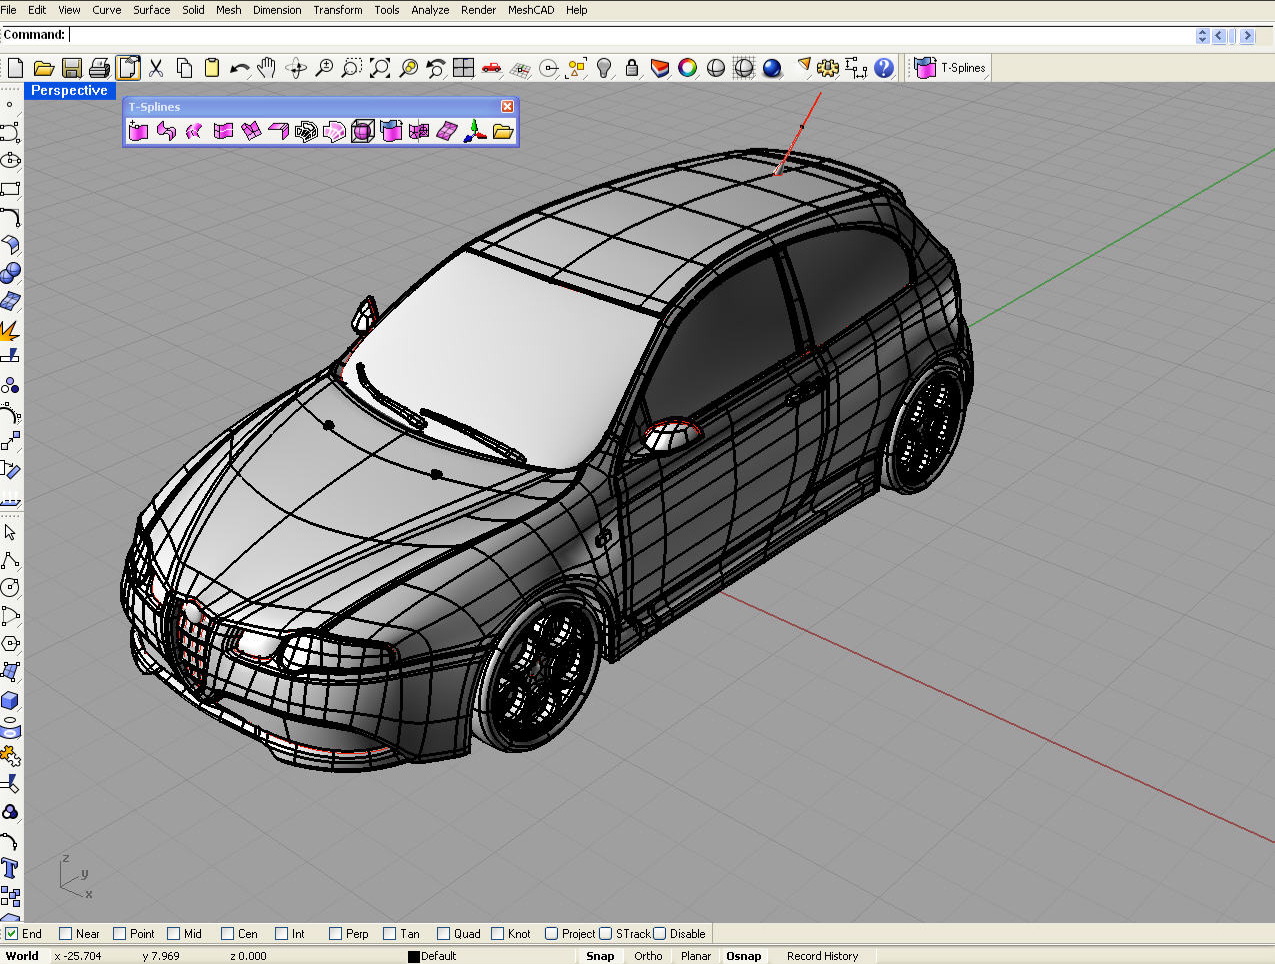 File Edit View Curve Surface Solid Mesh Dimension Transform Tools Analyze Render MeshCAD Help
Command:
T-Splines
Perspective
T-Splines
z
y
x
End Near Point Mid Cen Int Perp Tan Quad Knot Project STrack Disable
World x -25.704 y 7.969 z 0.000 Default Snap Ortho Planar Osnap Record History